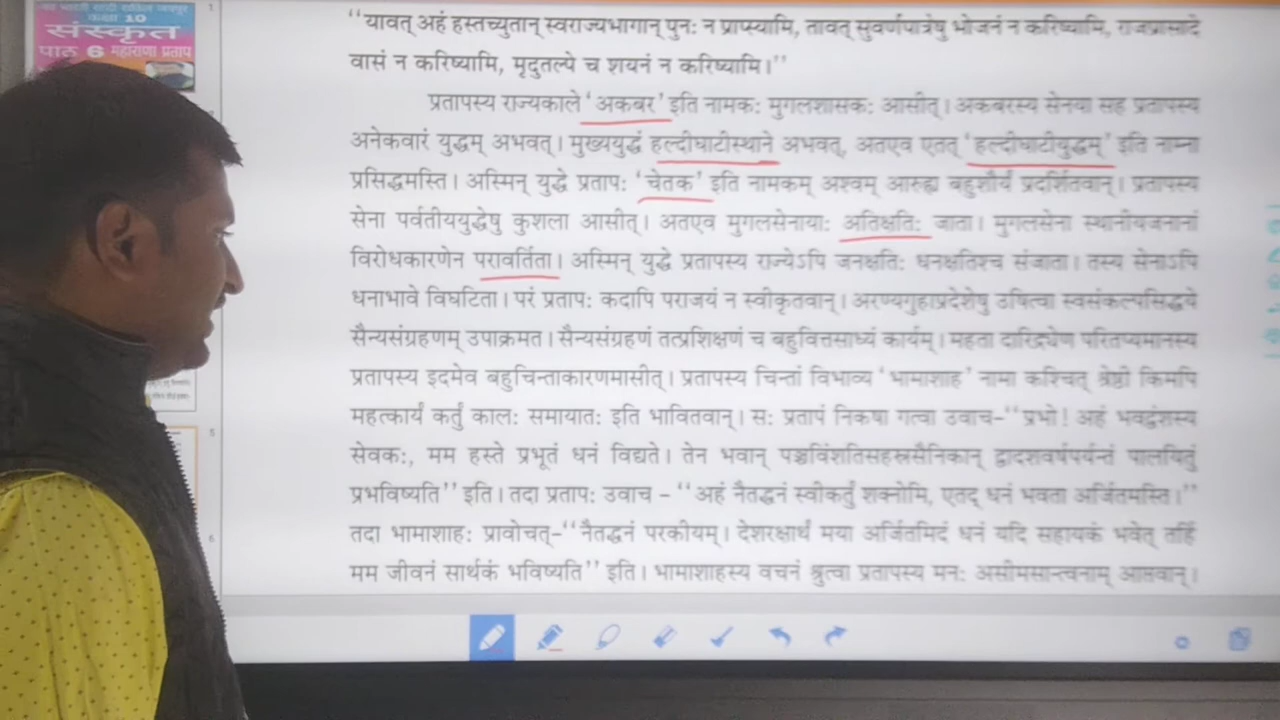 कक्षा 10
संस्कृत
पाठ 6 महाराणा प्रताप
‘‘यावत् अहं हस्तच्युतान् स्वराज्यभागान् पुनः न प्राप्स्यामि, तावत् सुवर्णपात्रेषु भोजनं न करिष्यामि, राजप्रासादे
वासं न करिष्यामि, मृदुतल्पे च शयनं न करिष्यामि।’’
प्रतापस्य राज्यकाले ‘अकबर’ इति नामकः मुगलशासकः आसीत्। अकबरस्य सेनया सह प्रतापस्य
अनेकवारं युद्धम् अभवत्। मुख्ययुद्धं हल्दीघाटीस्थाने अभवत्, अतएव एतत् ‘हल्दीघाटीयुद्धम्’ इति नाम्ना
प्रसिद्धमस्ति। अस्मिन् युद्धे प्रतापः ‘चेतक’ इति नामकम् अश्वम् आरुह्य बहुशौर्यं प्रदर्शितवान्। प्रतापस्य
सेना पर्वतीययुद्धेषु कुशला आसीत्। अतएव मुगलसेनायाः अतिक्षतिः जाता। मुगलसेना स्थानीयजनानां
विरोधकारणेन परावर्तिता। अस्मिन् युद्धे प्रतापस्य राज्येऽपि जनक्षतिः धनक्षतिश्च संजाता। तस्य सेनाऽपि
धनाभावे विघटिता। परं प्रतापः कदापि पराजयं न स्वीकृतवान्। अरण्यगुहाप्रदेशेषु उषित्वा स्वसंकल्पसिद्धये
सैन्यसंग्रहणम् उपाक्रमत। सैन्यसंग्रहणं तत्प्रशिक्षणं च बहुवित्तसाध्यं कार्यम्। महता दारिद्र्येण परितप्यमानस्य
प्रतापस्य इदमेव बहुचिन्ताकारणमासीत्। प्रतापस्य चिन्तां विभाव्य ‘भामाशाह’ नामा कश्चित् श्रेष्ठी किमपि
महत्कार्यं कर्तुं कालः समायातः इति भावितवान्। सः प्रतापं निकषा गत्वा उवाच-‘‘प्रभो! अहं भवद्वंशस्य
सेवकः, मम हस्ते प्रभूतं धनं विद्यते। तेन भवान् पञ्चविंशतिसहस्रसैनिकान् द्वादशवर्षपर्यन्तं पालयितुं
प्रभविष्यति’’ इति। तदा प्रतापः उवाच - ‘‘अहं नैतद्धनं स्वीकर्तुं शक्नोमि, एतद् धनं भवता अर्जितमस्ति।’’
तदा भामाशाहः प्रावोचत्-‘‘नैतद्धनं परकीयम्। देशरक्षार्थं मया अर्जितमिदं धनं यदि सहायकं भवेत् तर्हि
मम जीवनं सार्थकं भविष्यति’’ इति। भामाशाहस्य वचनं श्रुत्वा प्रतापस्य मनः असीमसान्त्वनाम् आप्तवान्।
5
6